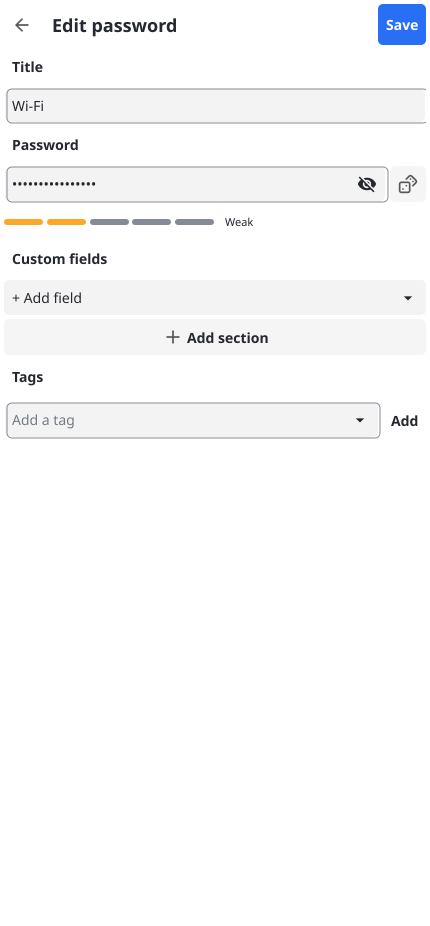 Edit password
Save
Title
Wi-Fi
Password
••••••••••••••••
Weak
Custom fields
+ Add field
+ Add section
Tags
Add a tag
Add